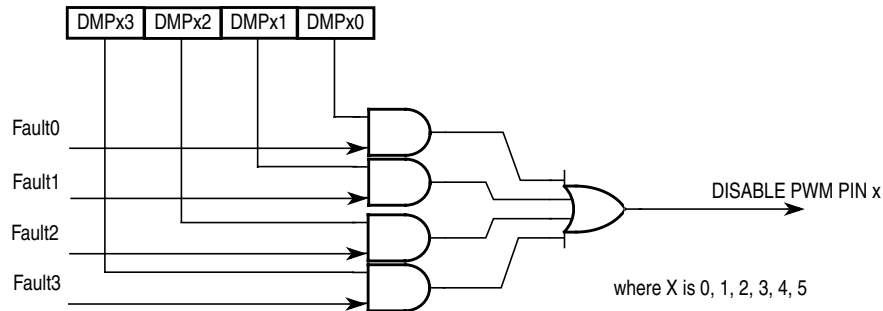 DMPx3 DMPx2 DMPx1 DMPx0
Fault0
Fault1
DISABLE PWM PIN x
Fault2
Fault3
where X is 0, 1, 2, 3, 4, 5